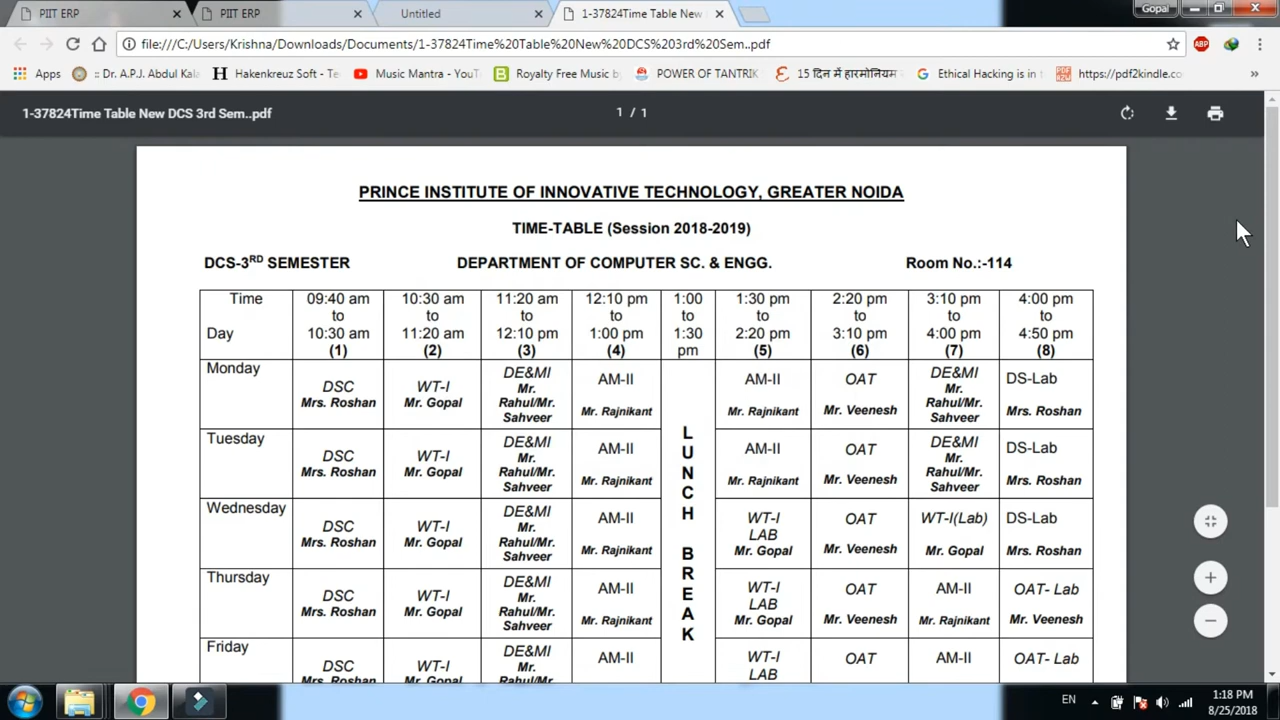 PIIT ERP
PIIT ERP
Untitled
1-37824Time Table New
Gopal
file:///C:/Users/Krishna/Downloads/Documents/1-37824Time%20Table%20New%20DCS%203rd%20Sem..pdf
ABP
Apps
:: Dr. A.P.J. Abdul Kala
Hakenkreuz Soft - Te
Music Mantra - YouT
Royalty Free Music b
POWER OF TANTRIK
15 दिन में हारमोनियम
Ethical Hacking is in
https://pdf2kindle.co
1-37824Time Table New DCS 3rd Sem..pdf
1 / 1
PRINCE INSTITUTE OF INNOVATIVE TECHNOLOGY, GREATER NOIDA
TIME-TABLE (Session 2018-2019)
DCS-3RD SEMESTER DEPARTMENT OF COMPUTER SC. & ENGG. Room No.:-114
Time 09:40 am 10:30 am 11:20 am 12:10 pm 1:00 1:30 pm 2:20 pm 3:10 pm 4:00 pm
to to to to to to to to to
Day 10:30 am 11:20 am 12:10 pm 1:00 pm 1:30 2:20 pm 3:10 pm 4:00 pm 4:50 pm
(1) (2) (3) (4) pm (5) (6) (7) (8)
Monday
DSC
Mrs. Roshan
WT-I
Mr. Gopal
DE&MI
Mr.
Rahul/Mr.
Sahveer
AM-II
Mr. Rajnikant
AM-II
Mr. Rajnikant
OAT
Mr. Veenesh
DE&MI
Mr.
Rahul/Mr.
Sahveer
DS-Lab
Mrs. Roshan
LUNCH BREAK
Tuesday
DSC
Mrs. Roshan
WT-I
Mr. Gopal
DE&MI
Mr.
Rahul/Mr.
Sahveer
AM-II
Mr. Rajnikant
AM-II
Mr. Rajnikant
OAT
Mr. Veenesh
DE&MI
Mr.
Rahul/Mr.
Sahveer
DS-Lab
Mrs. Roshan
Wednesday
DSC
Mrs. Roshan
WT-I
Mr. Gopal
DE&MI
Mr.
Rahul/Mr.
Sahveer
AM-II
Mr. Rajnikant
WT-I
LAB
Mr. Gopal
OAT
Mr. Veenesh
WT-I(Lab)
Mr. Gopal
DS-Lab
Mrs. Roshan
Thursday
DSC
Mrs. Roshan
WT-I
Mr. Gopal
DE&MI
Mr.
Rahul/Mr.
Sahveer
AM-II
Mr. Rajnikant
WT-I
LAB
Mr. Gopal
OAT
Mr. Veenesh
AM-II
Mr. Rajnikant
OAT- Lab
Mr. Veenesh
Friday
DSC
Mrs. Roshan
WT-I
Mr. Gopal
DE&MI
Mr.
Rahul/Mr.
AM-II
WT-I
LAB
OAT
AM-II
OAT- Lab
EN
1:18 PM
8/25/2018